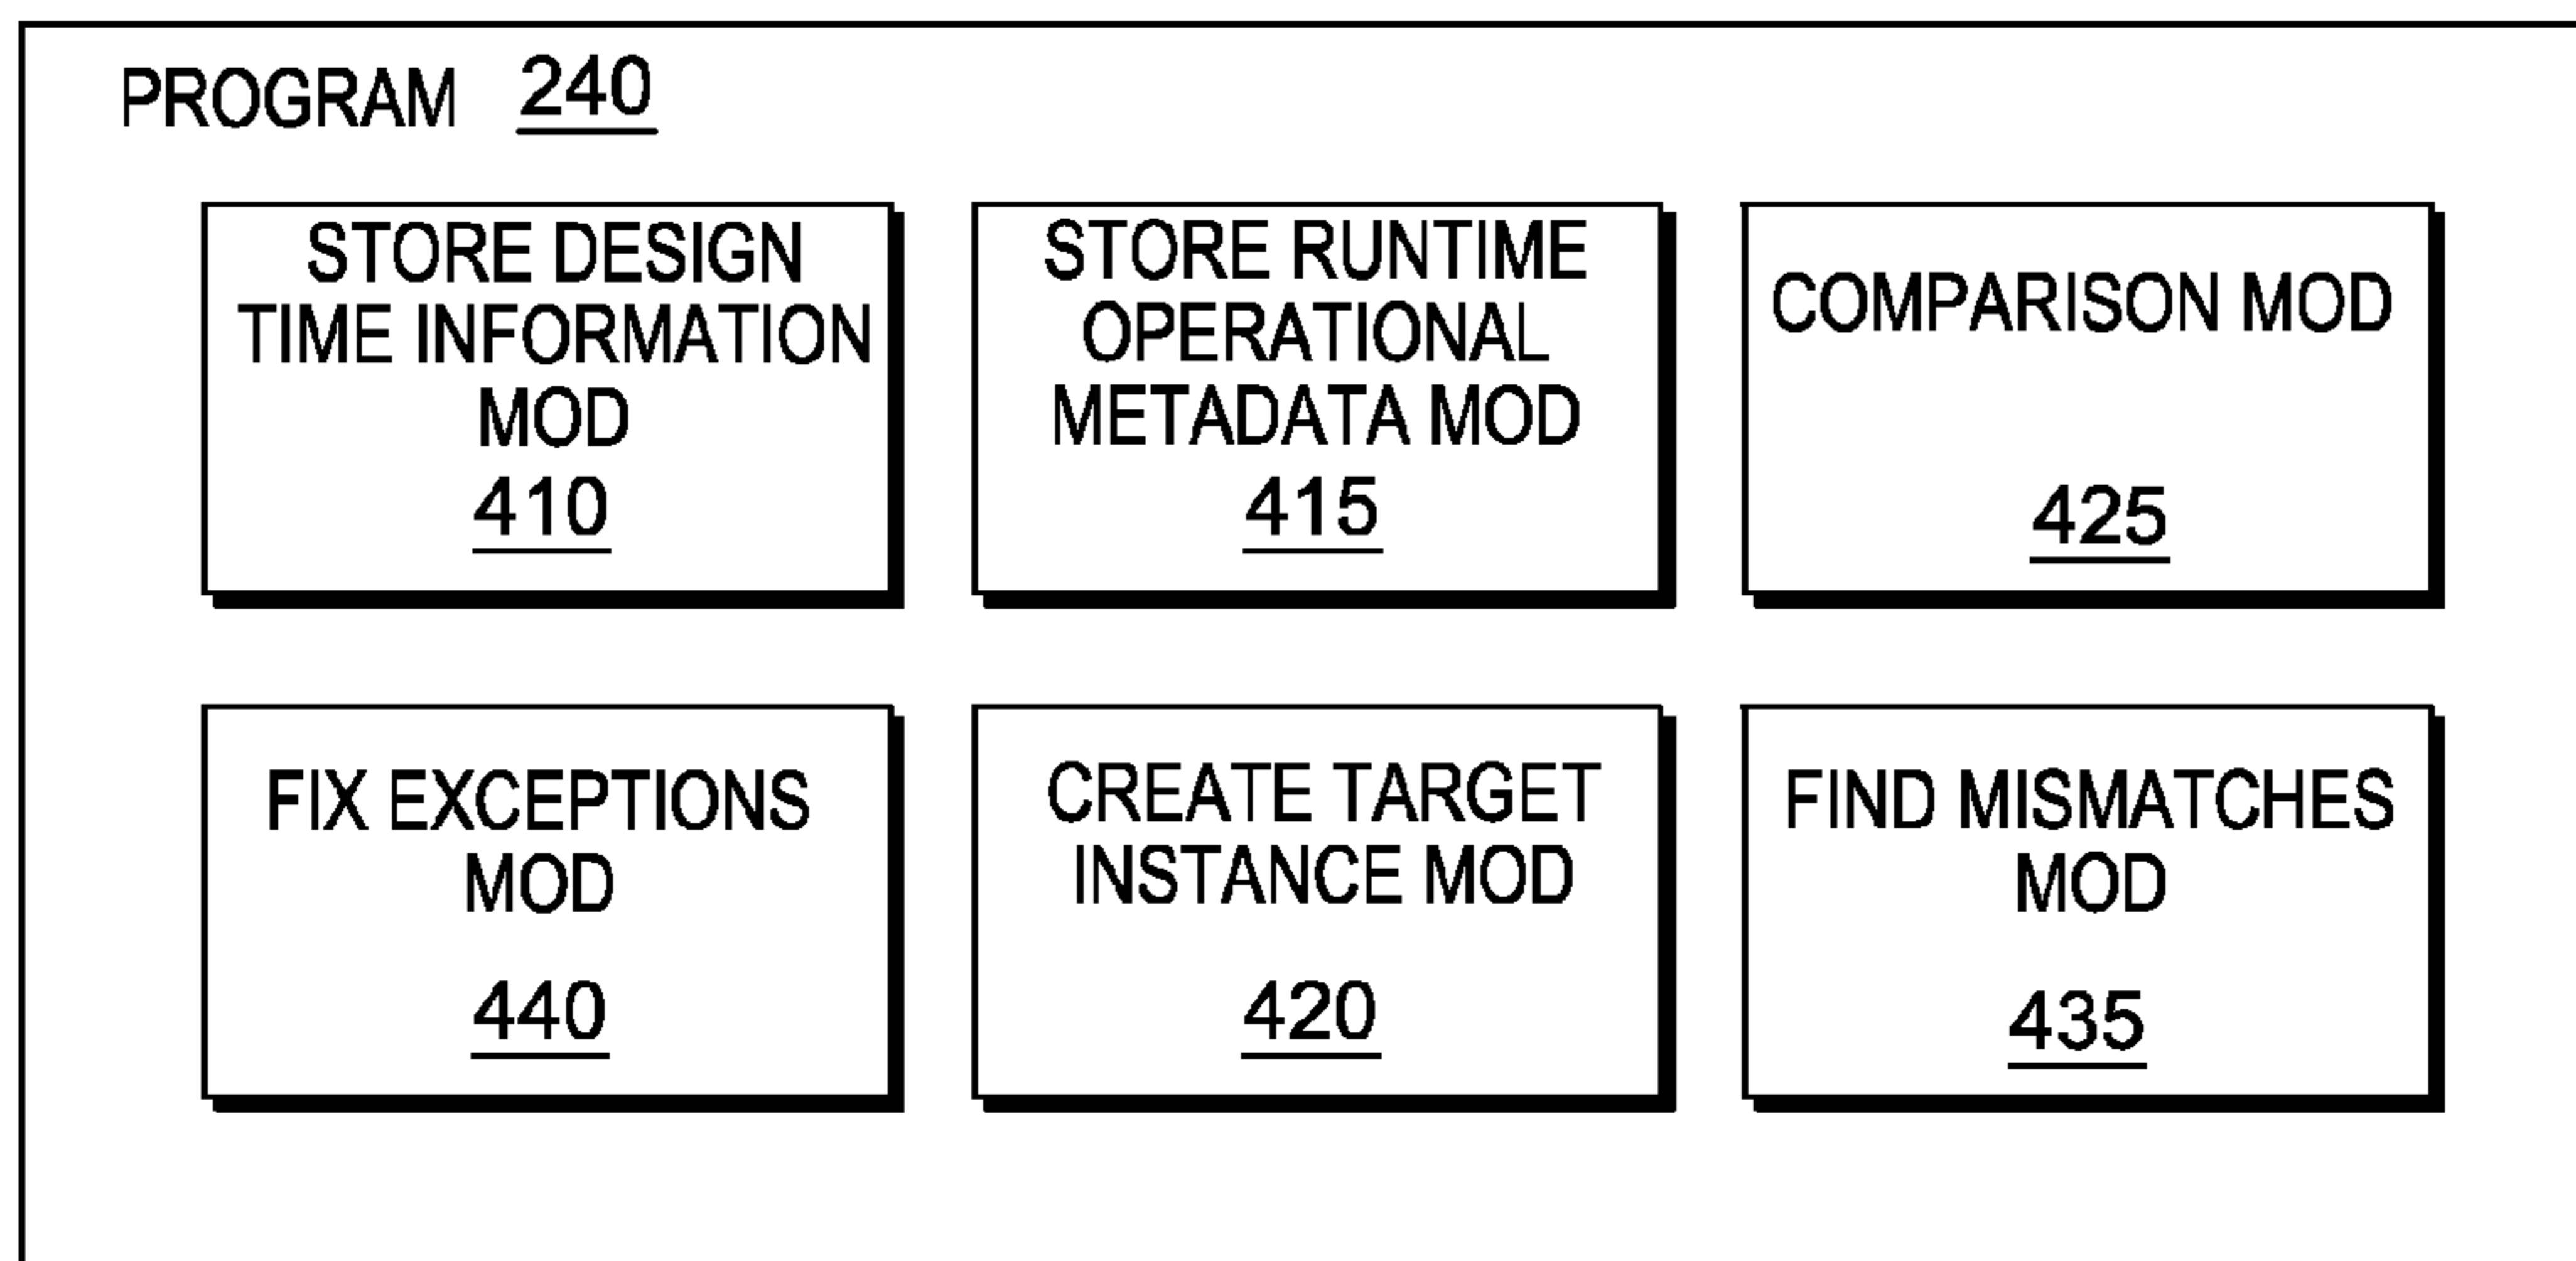 PROGRAM 240
STORE DESIGN
TIME INFORMATION
MOD
410
STORE RUNTIME
OPERATIONAL
METADATA MOD
415
COMPARISON MOD
425
FIX EXCEPTIONS
MOD
440
CREATE TARGET
INSTANCE MOD
420
FIND MISMATCHES
MOD
435